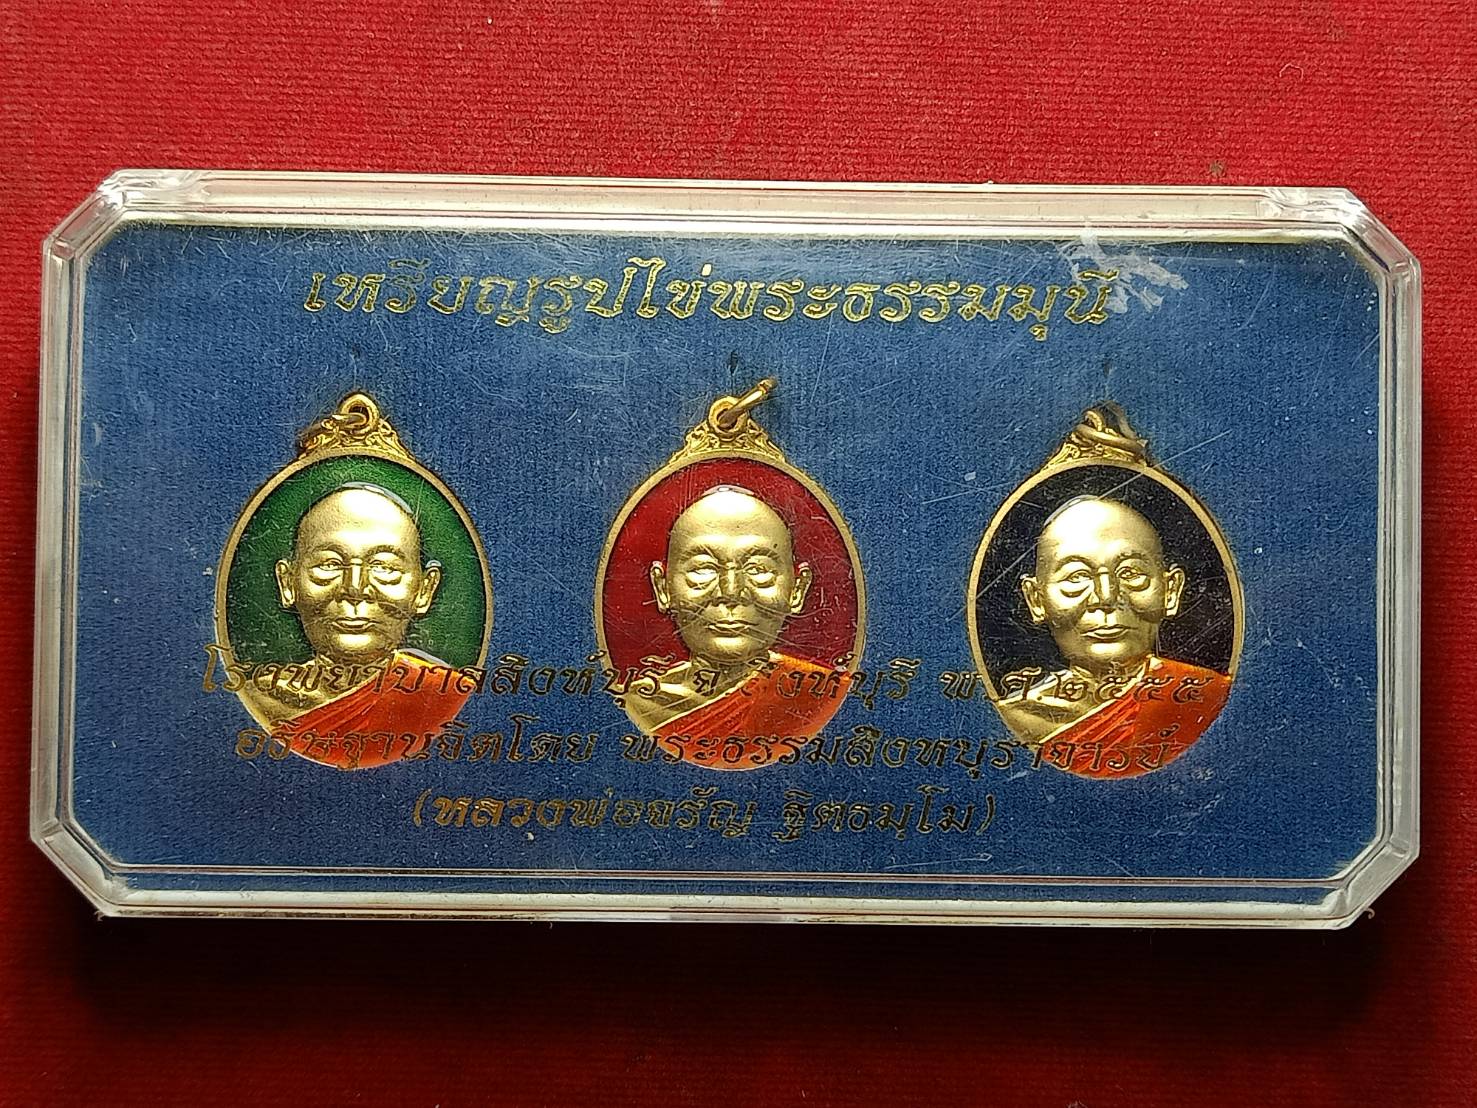 เหรียญรูปไข่พระธรรมมุนี
โรงพยาบาลสิงห์บุรี จ.สิงห์บุรี พ.ศ.๒๕๕๕
อธิษฐานจิตโดย พระธรรมสิงหบุราจารย์
(หลวงพ่อจรัญ ฐิตธมฺโม)